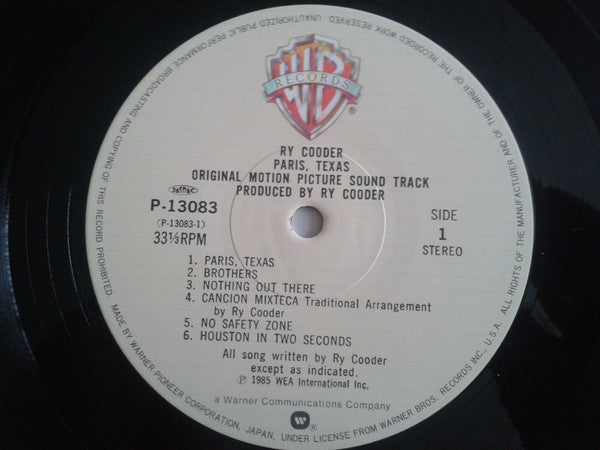 WB
RECORDS
®
RY COODER
PARIS, TEXAS
ORIGINAL MOTION PICTURE SOUND TRACK
PRODUCED BY RY COODER
JASRAC
P-13083
(P-13083-1)
33⅓RPM
SIDE
1
STEREO
1. PARIS, TEXAS
2. BROTHERS
3. NOTHING OUT THERE
4. CANCION MIXTECA Traditional Arrangement
by Ry Cooder
5. NO SAFETY ZONE
6. HOUSTON IN TWO SECONDS
All song written by Ry Cooder
except as indicated.
℗ 1985 WEA International Inc,
a Warner Communications Company
ALL RIGHTS OF THE MANUFACTURER AND OF THE OWNER OF THE RECORDED WORK RESERVED. UNAUTHORIZED PUBLIC PERFORMANCE BROADCASTING AND COPYING OF THIS RECORD PROHIBITED. MADE BY WARNER-PIONEER CORPORATION, JAPAN, UNDER LICENSE FROM WARNER BROS. RECORDS INC., U.S.A.